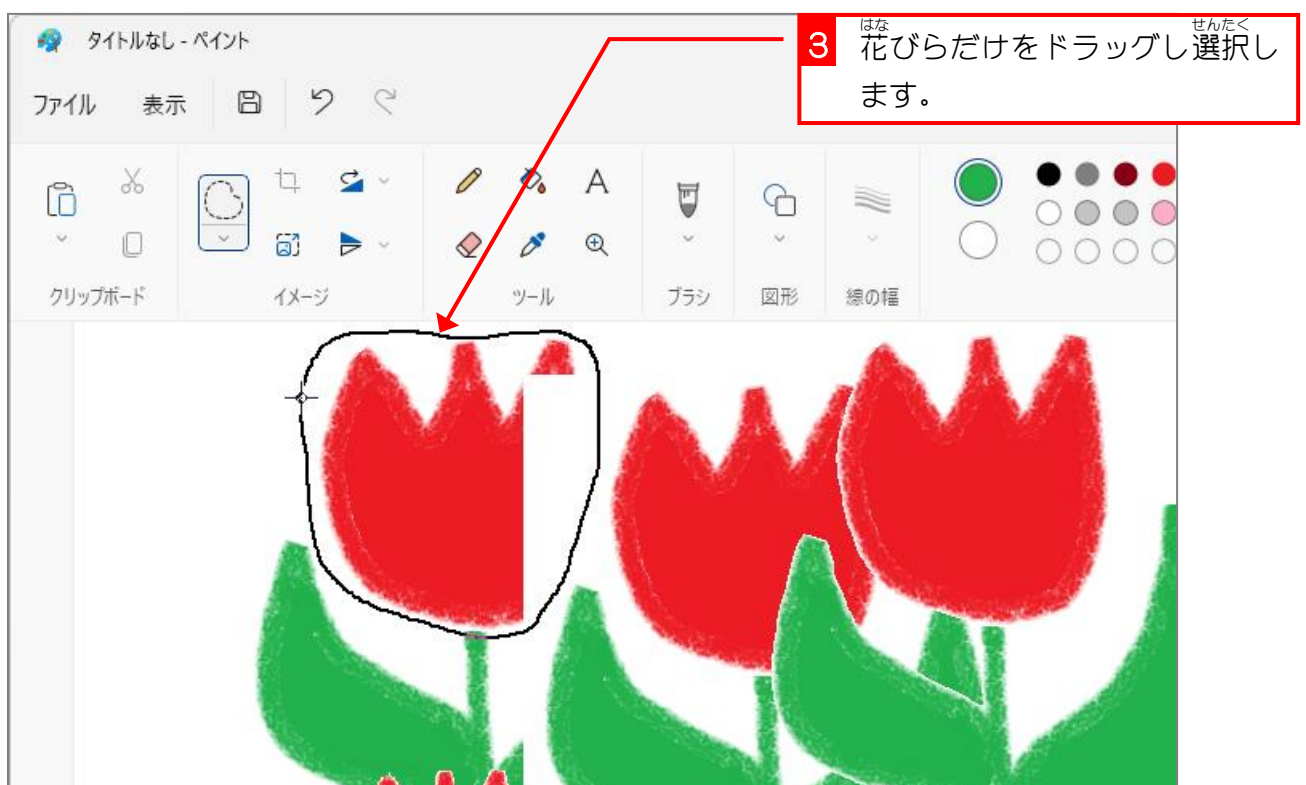 タイトルなし - ペイント
ファイル 表示
クリップボード イメージ ツール ブラシ 図形 線の幅
A
3 花びらだけをドラッグし選択し
はな せんたく
ます。